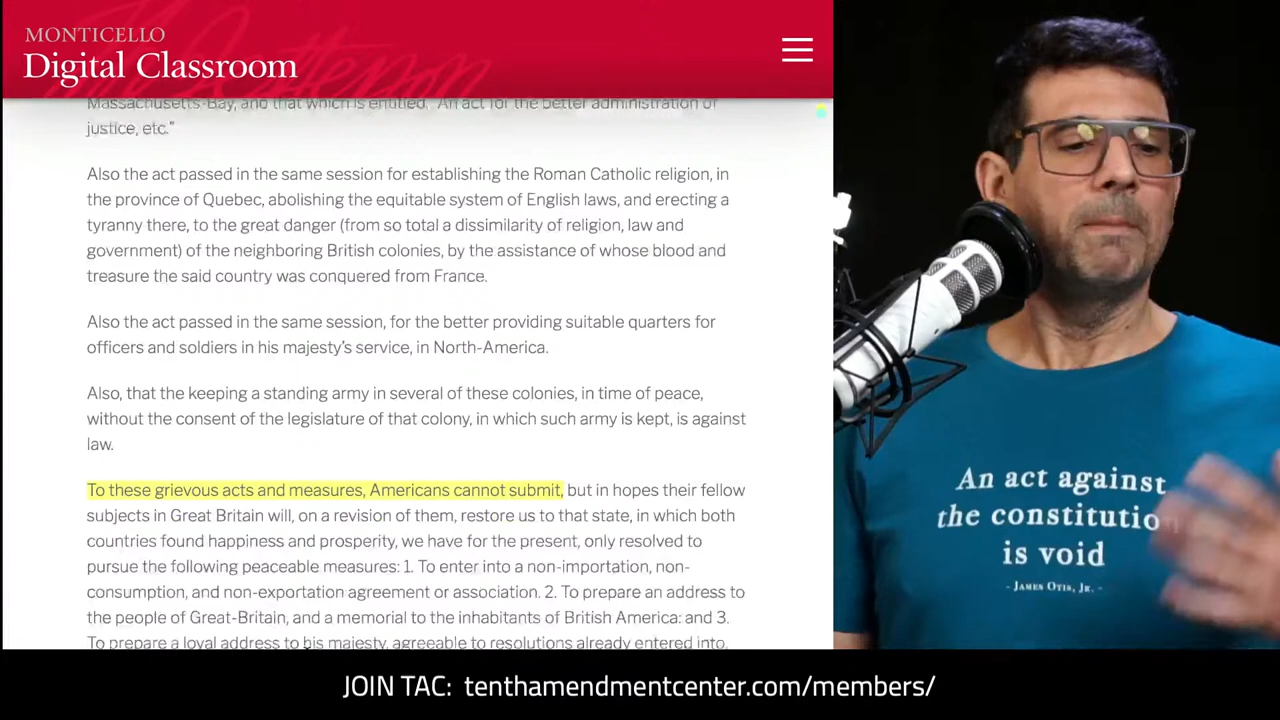 MONTICELLO
Digital Classroom
Massachusetts-Bay, and that which is entitled, "An act for the better administration of
justice, etc."
Also the act passed in the same session for establishing the Roman Catholic religion, in
the province of Quebec, abolishing the equitable system of English laws, and erecting a
tyranny there, to the great danger (from so total a dissimilarity of religion, law and
government) of the neighboring British colonies, by the assistance of whose blood and
treasure the said country was conquered from France.
Also the act passed in the same session, for the better providing suitable quarters for
officers and soldiers in his majesty's service, in North-America.
Also, that the keeping a standing army in several of these colonies, in time of peace,
without the consent of the legislature of that colony, in which such army is kept, is against
law.
To these grievous acts and measures, Americans cannot submit, but in hopes their fellow
subjects in Great Britain will, on a revision of them, restore us to that state, in which both
countries found happiness and prosperity, we have for the present, only resolved to
pursue the following peaceable measures: 1. To enter into a non-importation, non-
consumption, and non-exportation agreement or association. 2. To prepare an address to
the people of Great-Britain, and a memorial to the inhabitants of British America: and 3.
To prepare a loyal address to his majesty, agreeable to resolutions already entered into.
An act against
the constitutio
is void
- James Otis, Jr. -
JOIN TAC: tenthamendmentcenter.com/members/